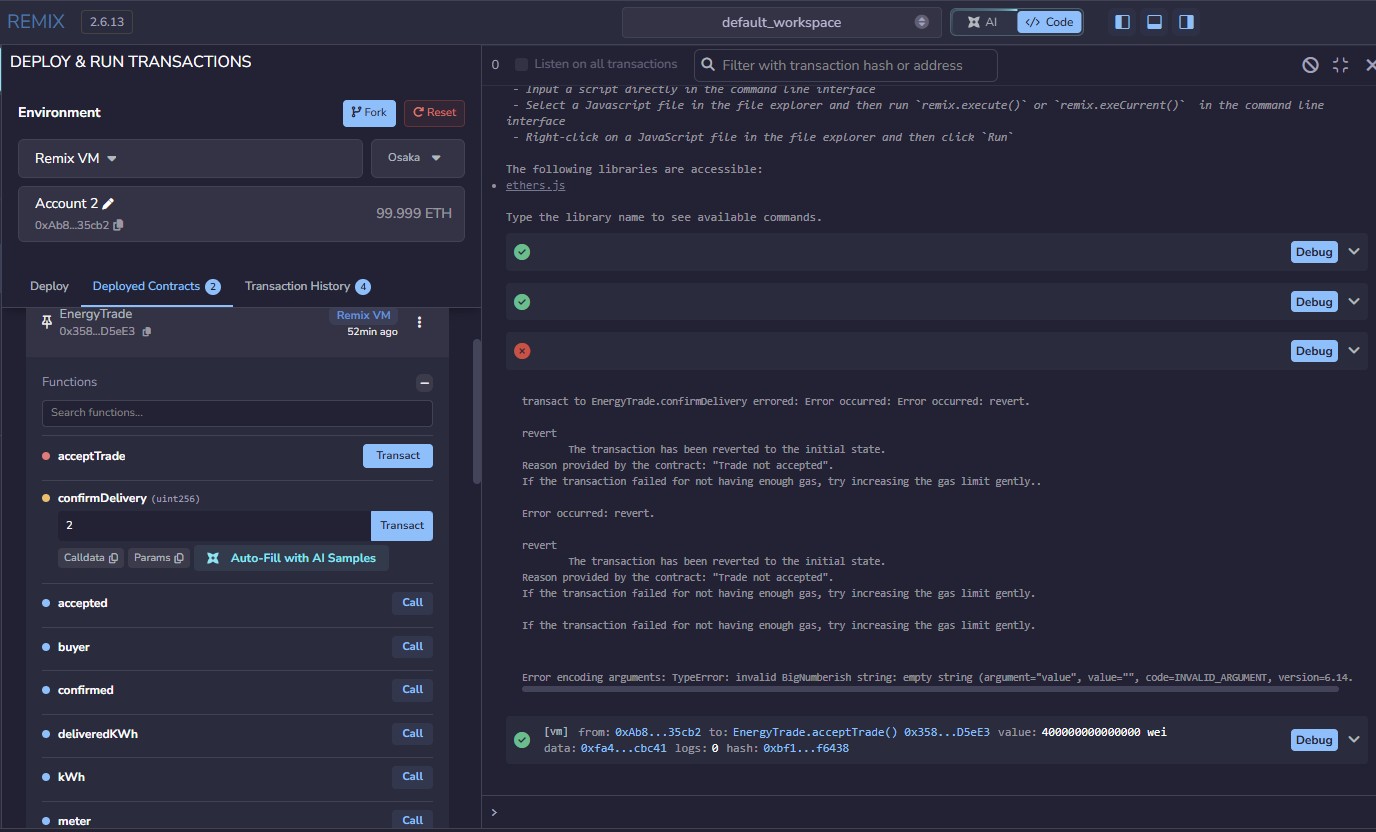 REMIX 2.6.13 default_workspace AI </> Code
DEPLOY & RUN TRANSACTIONS
Environment Fork Reset
Remix VM Osaka
Account 2
0xAb8...35cb2 99.999 ETH
Deploy Deployed Contracts 2 Transaction History 4
EnergyTrade Remix VM
0x358...D5eE3 52min ago
Functions
Search functions...
acceptTrade Transact
confirmDelivery (uint256)
2 Transact
Calldata Params Auto-Fill with AI Samples
accepted Call
buyer Call
confirmed Call
deliveredKWh Call
kWh Call
meter Call
0 Listen on all transactions Filter with transaction hash or address
- Input a script directly in the command line interface
- Select a Javascript file in the file explorer and then run `remix.execute()` or `remix.exeCurrent()` in the command line
interface
- Right-click on a JavaScript file in the file explorer and then click `Run`
The following libraries are accessible:
• ethers.js
Type the library name to see available commands.
Debug
Debug
Debug
transact to EnergyTrade.confirmDelivery errored: Error occurred: Error occurred: revert.
revert
The transaction has been reverted to the initial state.
Reason provided by the contract: "Trade not accepted".
If the transaction failed for not having enough gas, try increasing the gas limit gently..
Error occurred: revert.
revert
The transaction has been reverted to the initial state.
Reason provided by the contract: "Trade not accepted".
If the transaction failed for not having enough gas, try increasing the gas limit gently.
If the transaction failed for not having enough gas, try increasing the gas limit gently.
Error encoding arguments: TypeError: invalid BigNumberish string: empty string (argument="value", value="", code=INVALID_ARGUMENT, version=6.14.
[vm] from: 0xAb8...35cb2 to: EnergyTrade.acceptTrade() 0x358...D5eE3 value: 400000000000000 wei
data: 0xfa4...cbc41 logs: 0 hash: 0xbf1...f6438 Debug
>